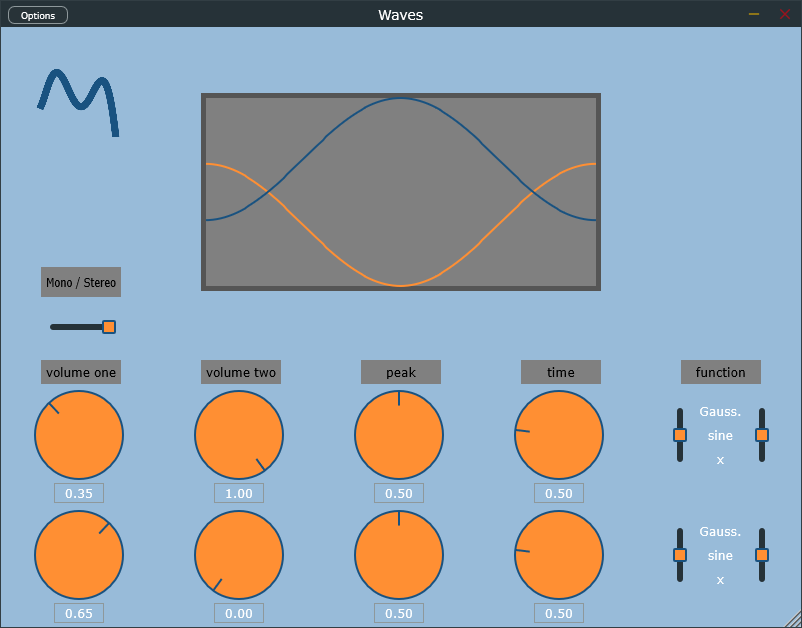 Options
Waves
Mono / Stereo
volume one
volume two
peak
time
function
Gauss.
sine
x
0.35
1.00
0.50
0.50
Gauss.
sine
x
0.65
0.00
0.50
0.50